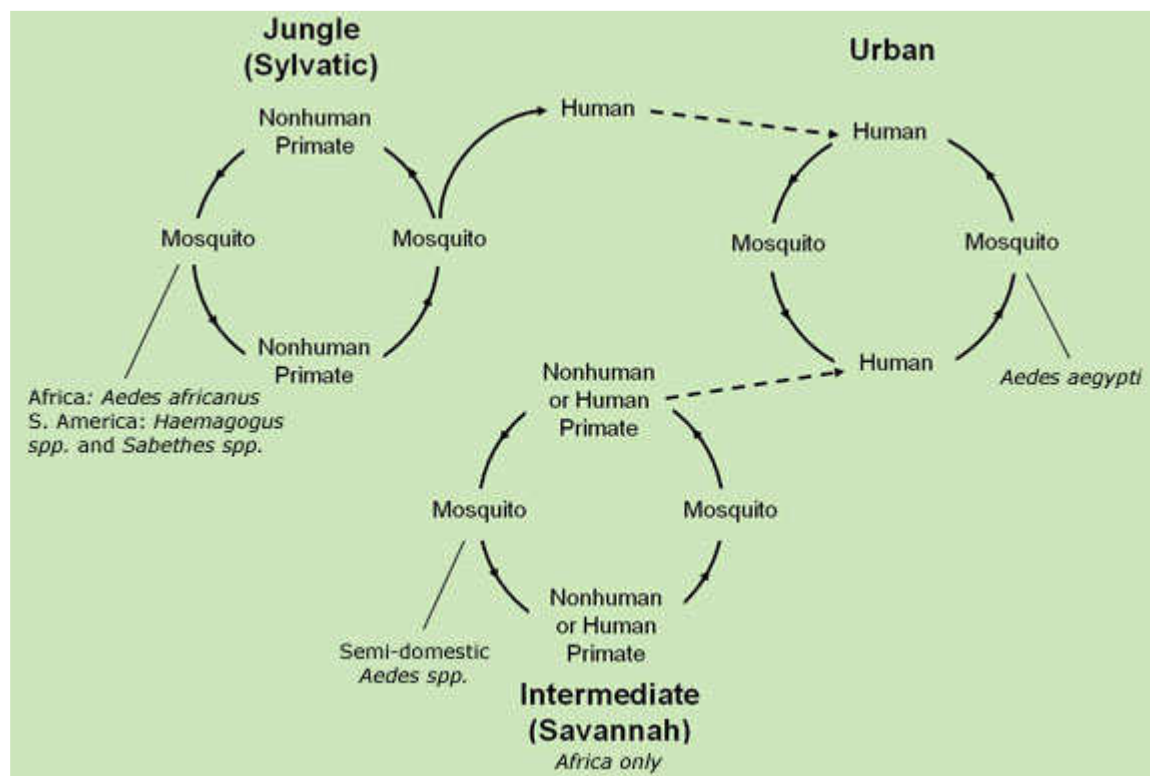 Jungle
(Sylvatic)
Urban
Nonhuman
Primate
Human
Human
Mosquito
Mosquito
Mosquito
Mosquito
Nonhuman
Primate
Human
Africa: Aedes africanus
S. America: Haemagogus
spp. and Sabethes spp.
Aedes aegypti
Nonhuman
or Human
Primate
Mosquito
Mosquito
Nonhuman
or Human
Primate
Semi-domestic
Aedes spp.
Intermediate
(Savannah)
Africa only